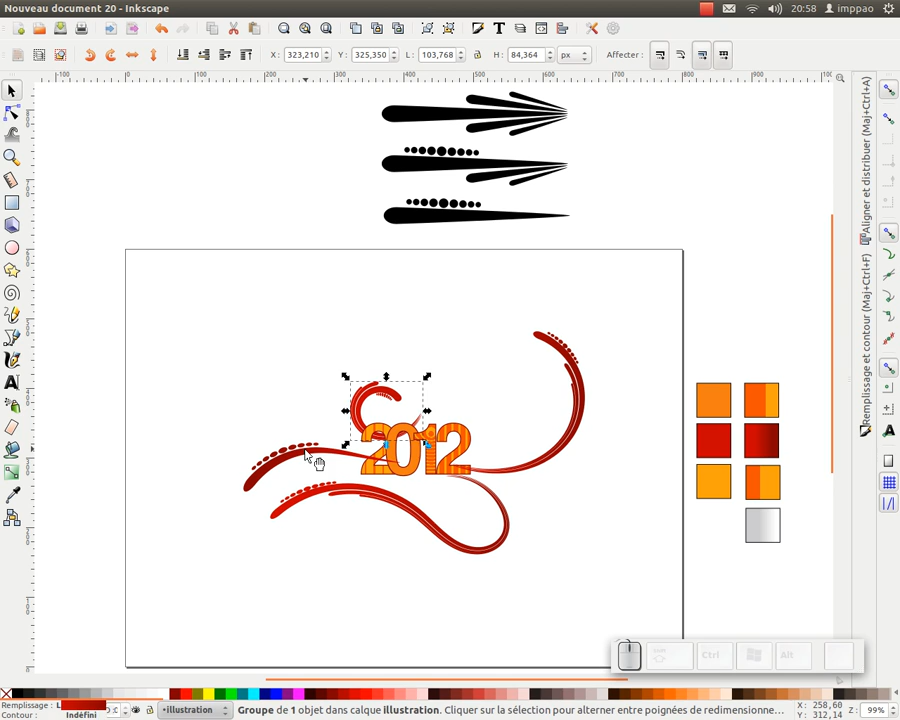 Nouveau document 20 - Inkscape
20:58
imppao
X: 323,210
Y: 325,350
L: 103,768
H: 84,364
px
Affecter :
Aligner et distribuer (Maj+Ctrl+A)
Remplissage et contour (Maj+Ctrl+F)
2012
Ctrl
Alt
Remplissage :
Contour :
Indéfini
illustration
Groupe de 1 objet dans calque illustration. Cliquer sur la sélection pour alterner entre poignées de redimensionne...
X: 258,60
Y: 312,14
Z: 99%